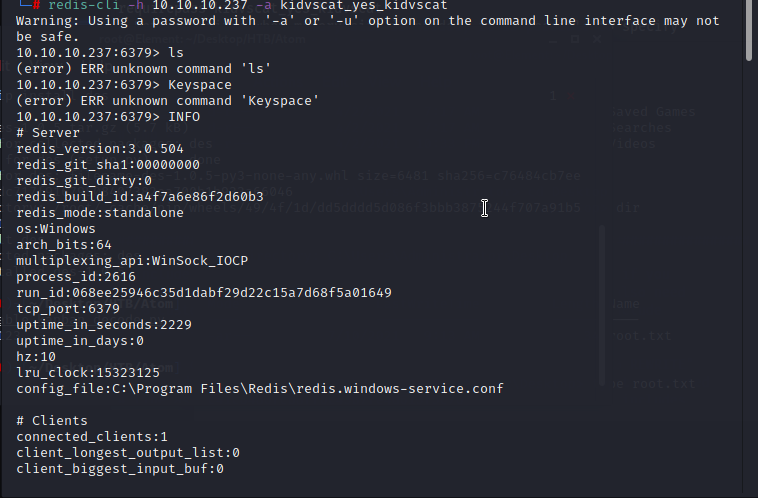 └─# redis-cli -h 10.10.10.237 -a kidvscat_yes_kidvscat
Warning: Using a password with '-a' or '-u' option on the command line interface may not
be safe.
10.10.10.237:6379> ls
(error) ERR unknown command 'ls'
10.10.10.237:6379> Keyspace
(error) ERR unknown command 'Keyspace'
10.10.10.237:6379> INFO
# Server
redis_version:3.0.504
redis_git_sha1:00000000
redis_git_dirty:0
redis_build_id:a4f7a6e86f2d60b3
redis_mode:standalone
os:Windows
arch_bits:64
multiplexing_api:WinSock_IOCP
process_id:2616
run_id:068ee25946c35d1dabf29d22c15a7d68f5a01649
tcp_port:6379
uptime_in_seconds:2229
uptime_in_days:0
hz:10
lru_clock:15323125
config_file:C:\Program Files\Redis\redis.windows-service.conf
# Clients
connected_clients:1
client_longest_output_list:0
client_biggest_input_buf:0